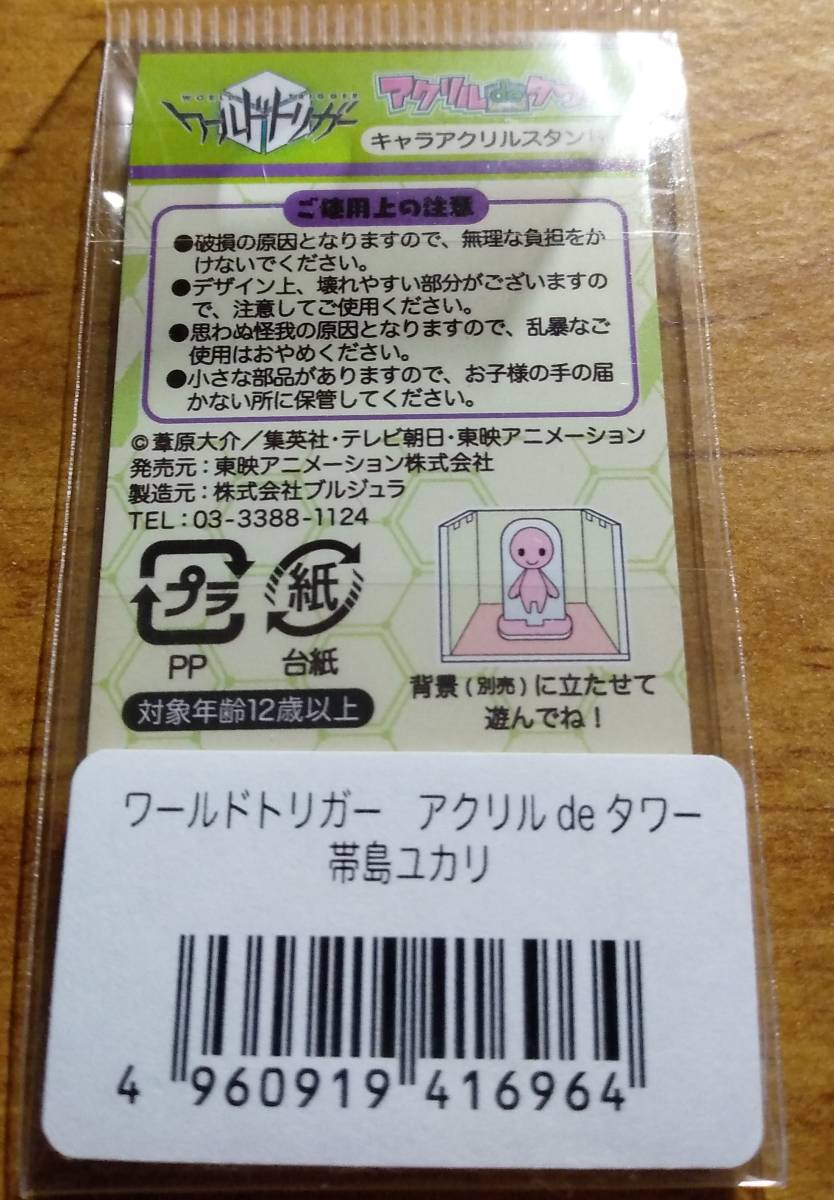 WORLD TRIGGER
ワールドトリガー
アクリルdeタワー
キャラアクリルスタンド
ご使用上の注意
●破損の原因となりますので、無理な負担をか
けないでください。
●デザイン上、壊れやすい部分がございますの
で、注意してご使用ください。
●思わぬ怪我の原因となりますので、乱暴なご
使用はおやめください。
●小さな部品がありますので、お子様の手の届
かない所に保管してください。
©葦原大介／集英社・テレビ朝日・東映アニメーション
発売元：東映アニメーション株式会社
製造元：株式会社ブルジュラ
TEL：03-3388-1124
プラ
PP
紙
台紙
対象年齢12歳以上
背景(別売)に立たせて
遊んでね！
ワールドトリガー　アクリル de タワー
帯島ユカリ
4 960919 416964